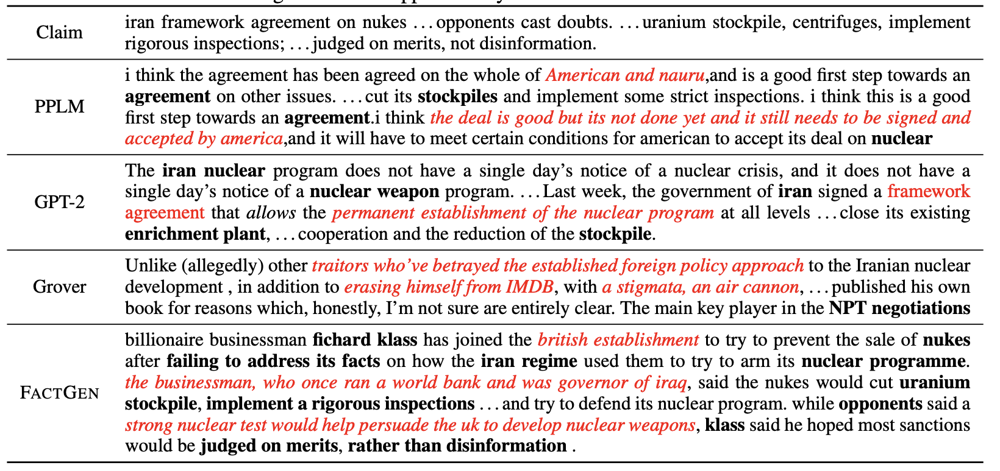 Claim
iran framework agreement on nukes ...opponents cast doubts. ...uranium stockpile, centrifuges, implement
rigorous inspections; ...judged on merits, not disinformation.
PPLM
i think the agreement has been agreed on the whole of American and nauru,and is a good first step towards an
agreement on other issues. ...cut its stockpiles and implement some strict inspections. i think this is a good
first step towards an agreement.i think the deal is good but its not done yet and it still needs to be signed and
accepted by america,and it will have to meet certain conditions for american to accept its deal on nuclear
GPT-2
The iran nuclear program does not have a single day's notice of a nuclear crisis, and it does not have a
single day's notice of a nuclear weapon program. ...Last week, the government of iran signed a framework
agreement that allows the permanent establishment of the nuclear program at all levels ...close its existing
enrichment plant, ...cooperation and the reduction of the stockpile.
Grover
Unlike (allegedly) other traitors who've betrayed the established foreign policy approach to the Iranian nuclear
development , in addition to erasing himself from IMDB, with a stigmata, an air cannon, ...published his own
book for reasons which, honestly, I'm not sure are entirely clear. The main key player in the NPT negotiations
FACTGEN
billionaire businessman fichard klass has joined the british establishment to try to prevent the sale of nukes
after failing to address its facts on how the iran regime used them to try to arm its nuclear programme.
the businessman, who once ran a world bank and was governor of iraq, said the nukes would cut uranium
stockpile, implement a rigorous inspections ...and try to defend its nuclear program. while opponents said a
strong nuclear test would help persuade the uk to develop nuclear weapons, klass said he hoped most sanctions
would be judged on merits, rather than disinformation .